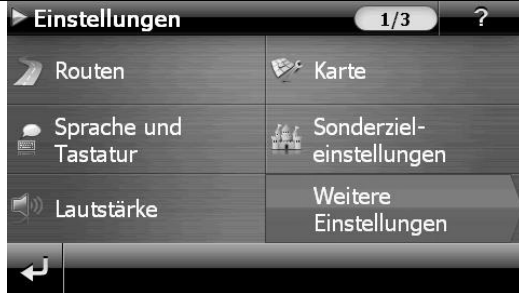 Einstellungen
1/3
?
Routen
Karte
Sprache und
Tastatur
Sonderziel-
einstellungen
Lautstärke
Weitere
Einstellungen